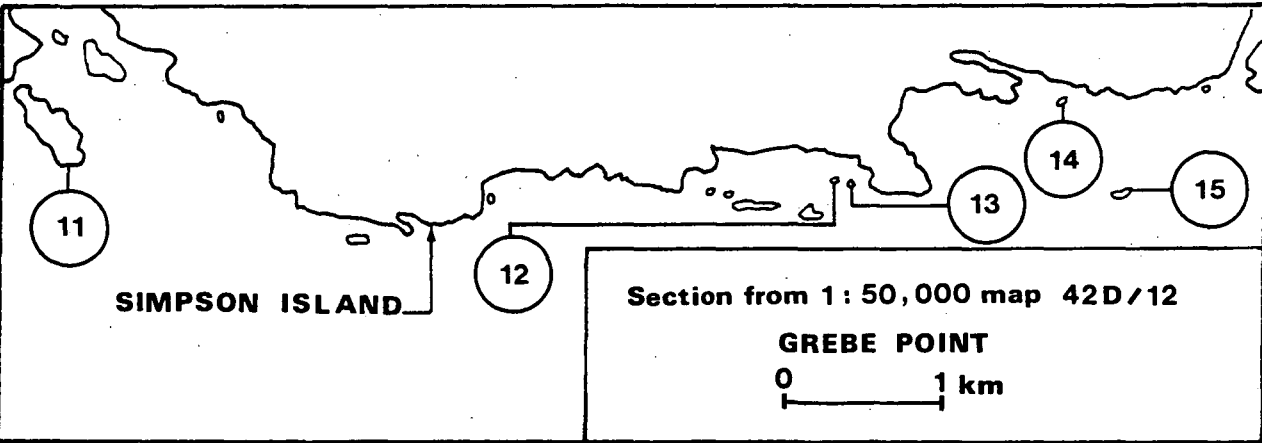 14
15
13
11
12
SIMPSON ISLAND
Section from 1:50,000 map 42D/12
GREBE POINT
0 1 km